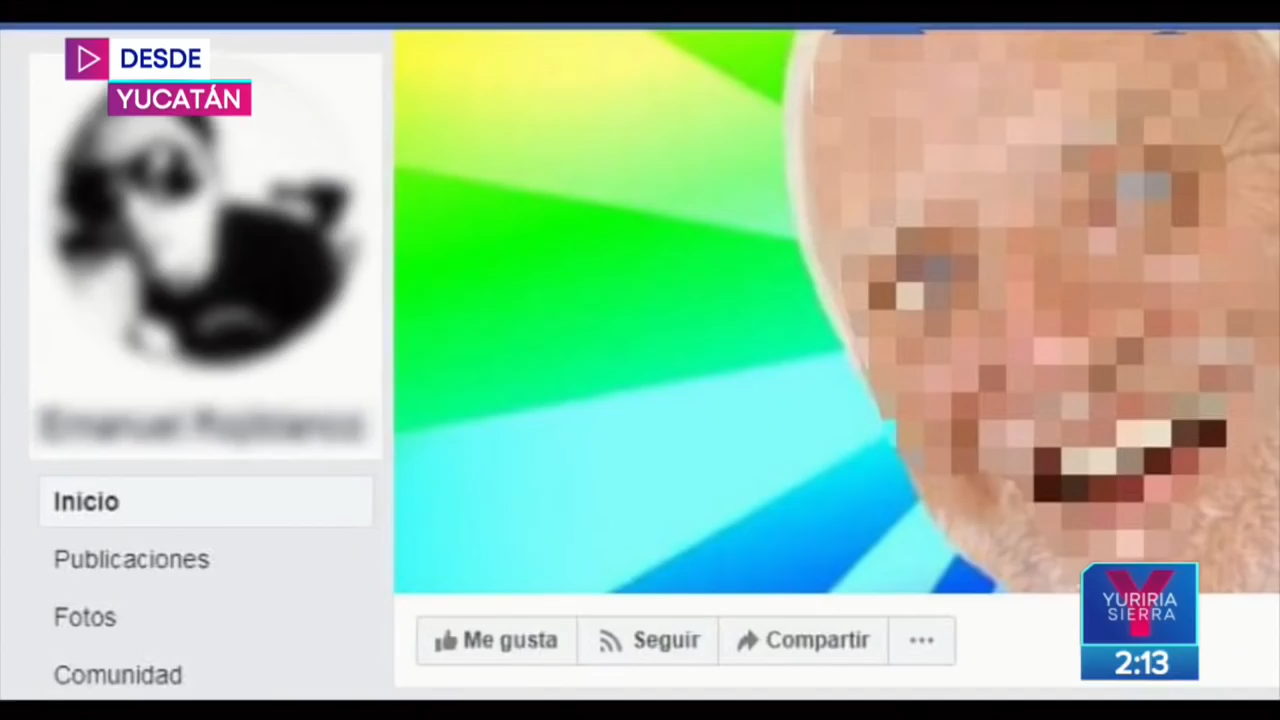 DESDE
YUCATÁN
Inicio
Publicaciones
Fotos
Comunidad
Me gusta
Seguir
Compartir
YURIRIA
SIERRA
2:13